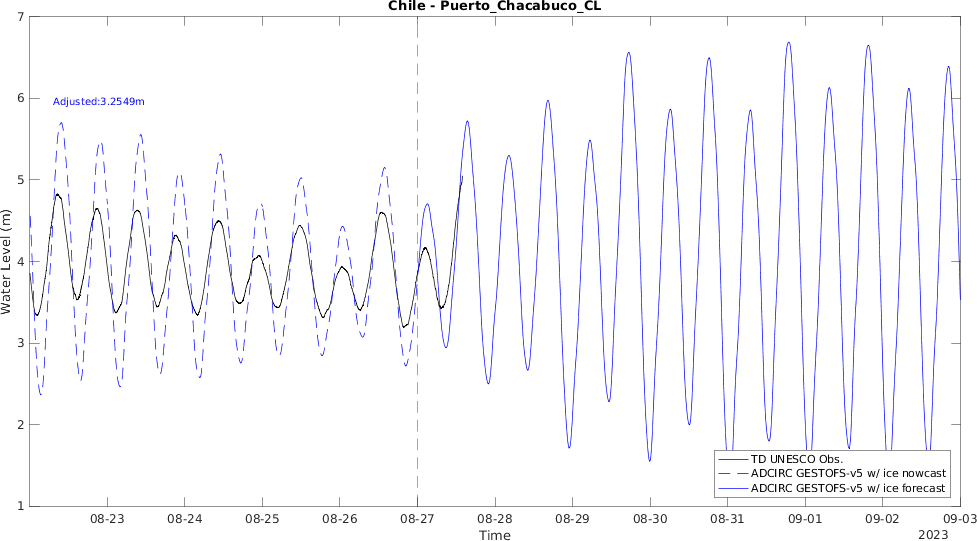 Chile - Puerto_Chacabuco_CL
7
6
5
4
3
2
1
Water Level (m)
Adjusted:3.2549m
TD UNESCO Obs.
ADCIRC GESTOFS-v5 w/ ice nowcast
ADCIRC GESTOFS-v5 w/ ice forecast
08-23 08-24 08-25 08-26 08-27 08-28 08-29 08-30 08-31 09-01 09-02 09-03
Time
2023